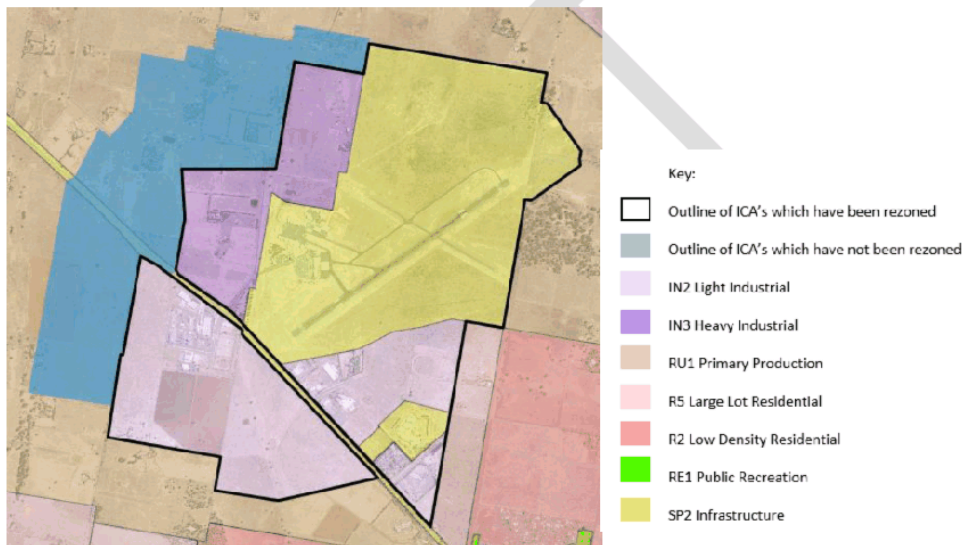 Key:
Outline of ICA's which have been rezoned
Outline of ICA's which have not been rezoned
IN2 Light Industrial
IN3 Heavy Industrial
RU1 Primary Production
R5 Large Lot Residential
R2 Low Density Residential
RE1 Public Recreation
SP2 Infrastructure